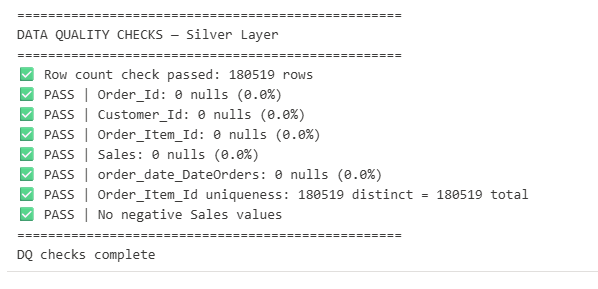 ==================================================
DATA QUALITY CHECKS — Silver Layer
==================================================
✅ Row count check passed: 180519 rows
✅ PASS | Order_Id: 0 nulls (0.0%)
✅ PASS | Customer_Id: 0 nulls (0.0%)
✅ PASS | Order_Item_Id: 0 nulls (0.0%)
✅ PASS | Sales: 0 nulls (0.0%)
✅ PASS | order_date_DateOrders: 0 nulls (0.0%)
✅ PASS | Order_Item_Id uniqueness: 180519 distinct = 180519 total
✅ PASS | No negative Sales values
==================================================
DQ checks complete